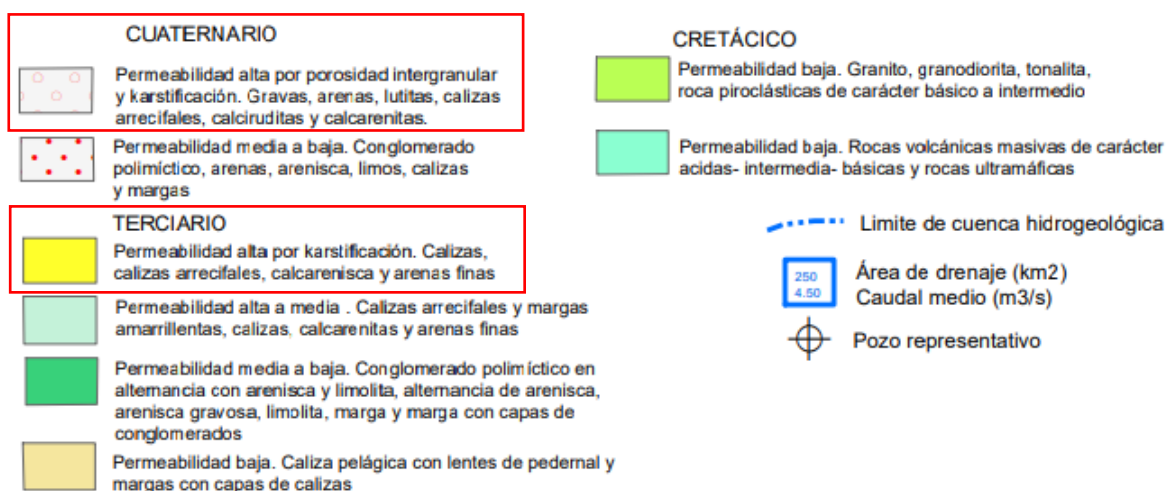 CUATERNARIO
Permeabilidad alta por porosidad intergranular
y karstificación. Gravas, arenas, lutitas, calizas
arrecifales, calciruditas y calcarenitas.
Permeabilidad media a baja. Conglomerado
polimíctico, arenas, arenisca, limos, calizas
y margas
TERCIARIO
Permeabilidad alta por karstificación. Calizas,
calizas arrecifales, calcarenisca y arenas finas
Permeabilidad alta a media . Calizas arrecifales y margas
amarrillentas, calizas, calcarenitas y arenas finas
Permeabilidad media a baja. Conglomerado polimíctico en
alternancia con arenisca y limolita, alternancia de arenisca,
arenisca gravosa, limolita, marga y marga con capas de
conglomerados
Permeabilidad baja. Caliza pelágica con lentes de pedernal y
margas con capas de calizas
CRETÁCICO
Permeabilidad baja. Granito, granodiorita, tonalita,
roca piroclásticas de carácter básico a intermedio
Permeabilidad baja. Rocas volcánicas masivas de carácter
acidas- intermedia- básicas y rocas ultramáficas
Limite de cuenca hidrogeológica
250
4.50
Área de drenaje (km2)
Caudal medio (m3/s)
Pozo representativo